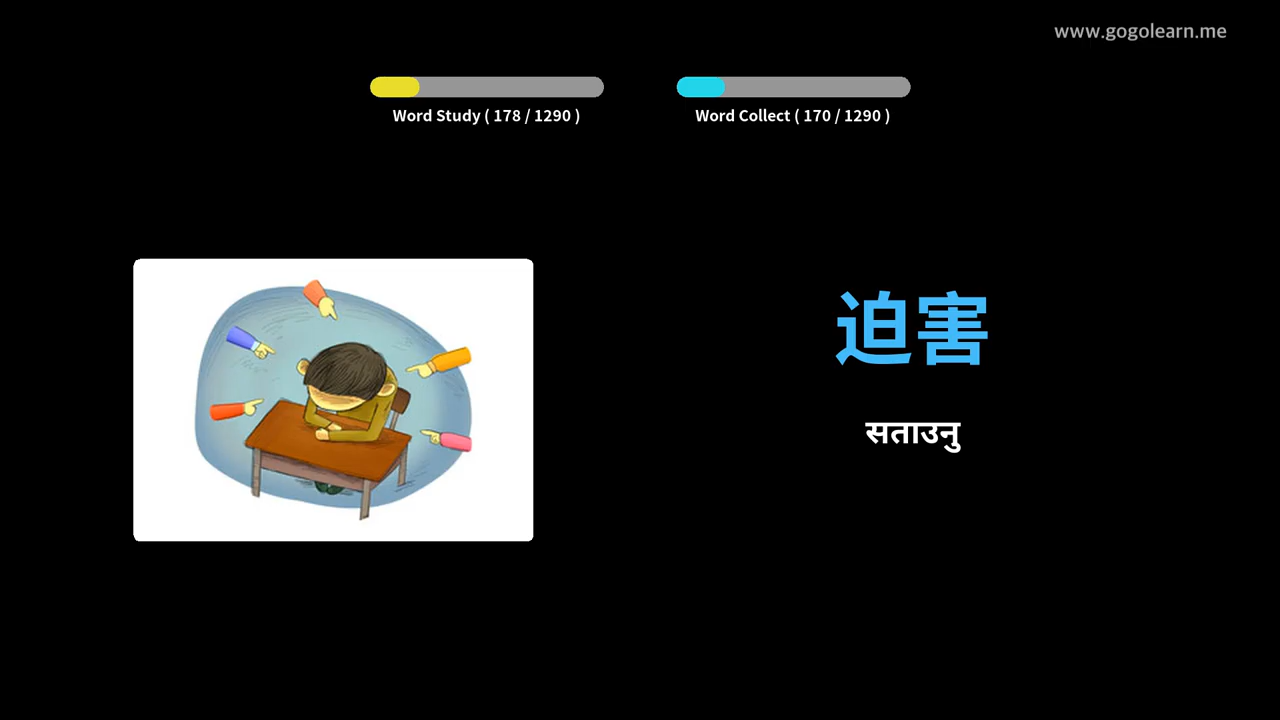 www.gogolearn.me
Word Study ( 178 / 1290 )
Word Collect ( 170 / 1290 )
迫害
सताउनु